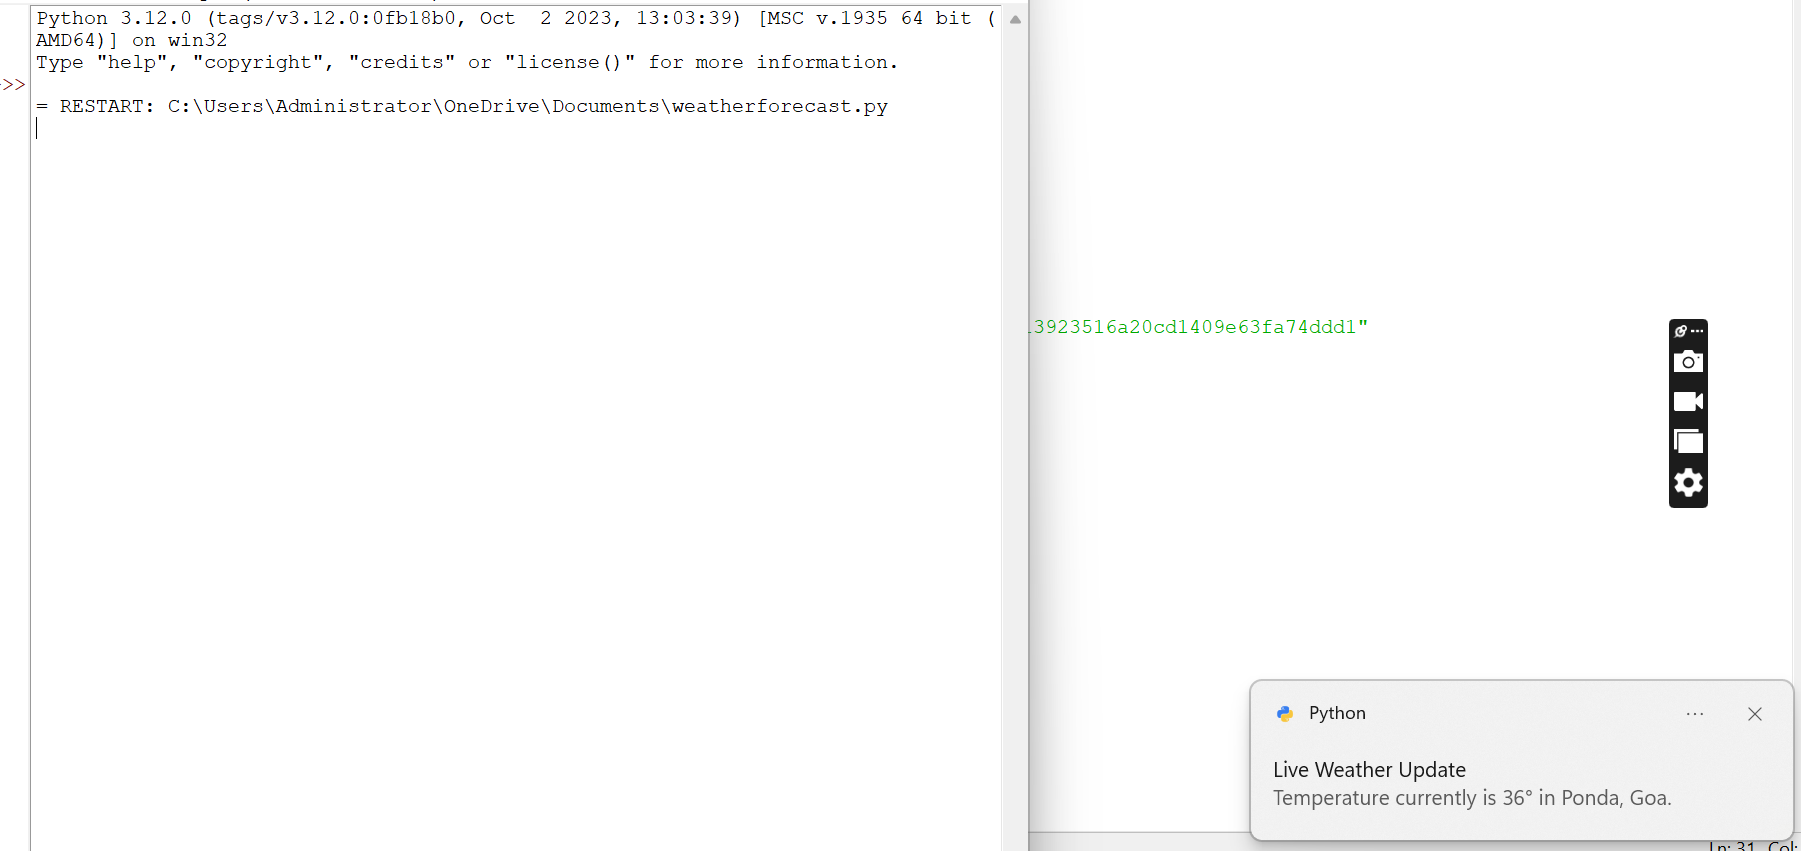 Python 3.12.0 (tags/v3.12.0:0fb18b0, Oct  2 2023, 13:03:39) [MSC v.1935 64 bit (
AMD64)] on win32
Type "help", "copyright", "credits" or "license()" for more information.
>>
= RESTART: C:\Users\Administrator\OneDrive\Documents\weatherforecast.py
3923516a20cd1409e63fa74ddd1"
Python
Live Weather Update
Temperature currently is 36° in Ponda, Goa.
Ln: 31 Col: